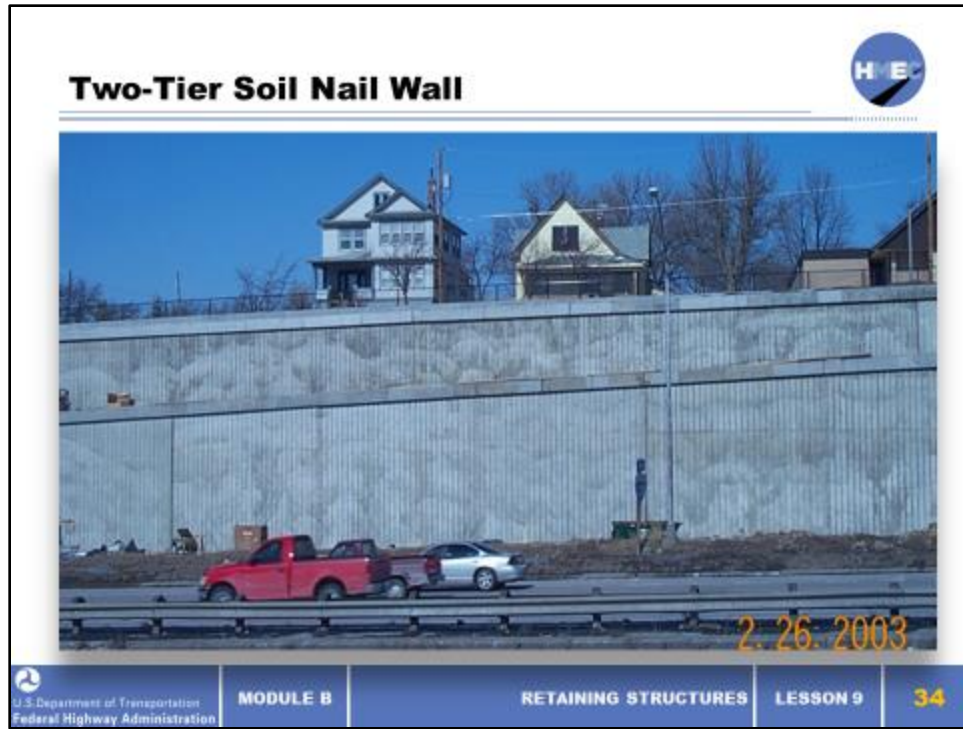 Two-Tier Soil Nail Wall
HMEC
2.26.2003
U.S.Department of Transportation
Federal Highway Administration
MODULE B
RETAINING STRUCTURES
LESSON 9
34